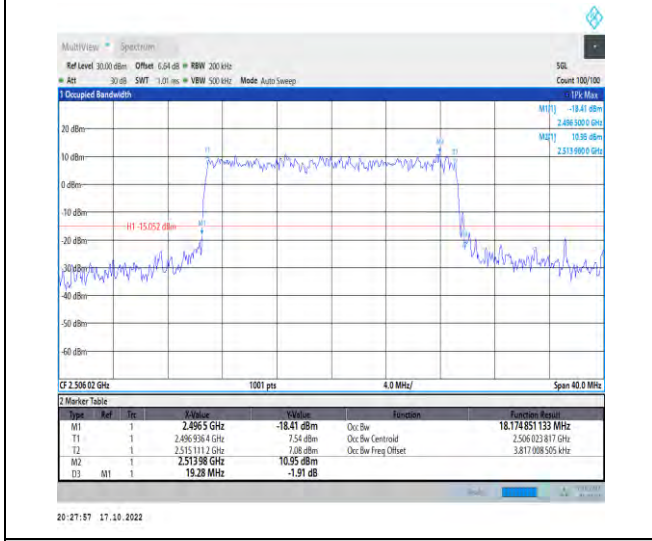 MultiView Spectrum
Ref Level 30.00 dBm Offset 6.64 dB RBW 200 kHz SGL
Att 30 dB SWT 1.01 ms VBW 500 kHz Mode Auto Sweep Count 100/100
1 Occupied Bandwidth 1Pk Max
M1[1] -18.41 dBm
2.496 500 0 GHz
M2[1] 10.95 dBm
2.513 980 0 GHz
20 dBm
10 dBm
0 dBm
-10 dBm
H1 -15.052 dBm
-20 dBm
-30 dBm
-40 dBm
-50 dBm
-60 dBm
T1
T2
M1
M2
CF 2.506 02 GHz 1001 pts 4.0 MHz/ Span 40.0 MHz
2 Marker Table
Type Ref Trc X-Value Y-Value Function Function Result
M1 1 2.496 5 GHz -18.41 dBm Occ Bw 18.174 851 133 MHz
T1 1 2.496 936 4 GHz 7.54 dBm Occ Bw Centroid 2.506 023 817 GHz
T2 1 2.515 111 2 GHz 7.08 dBm Occ Bw Freq Offset 3.817 008 505 kHz
M2 1 2.513 98 GHz 10.95 dBm
D3 M1 1 19.28 MHz -1.91 dB
20:27:57 17.10.2022